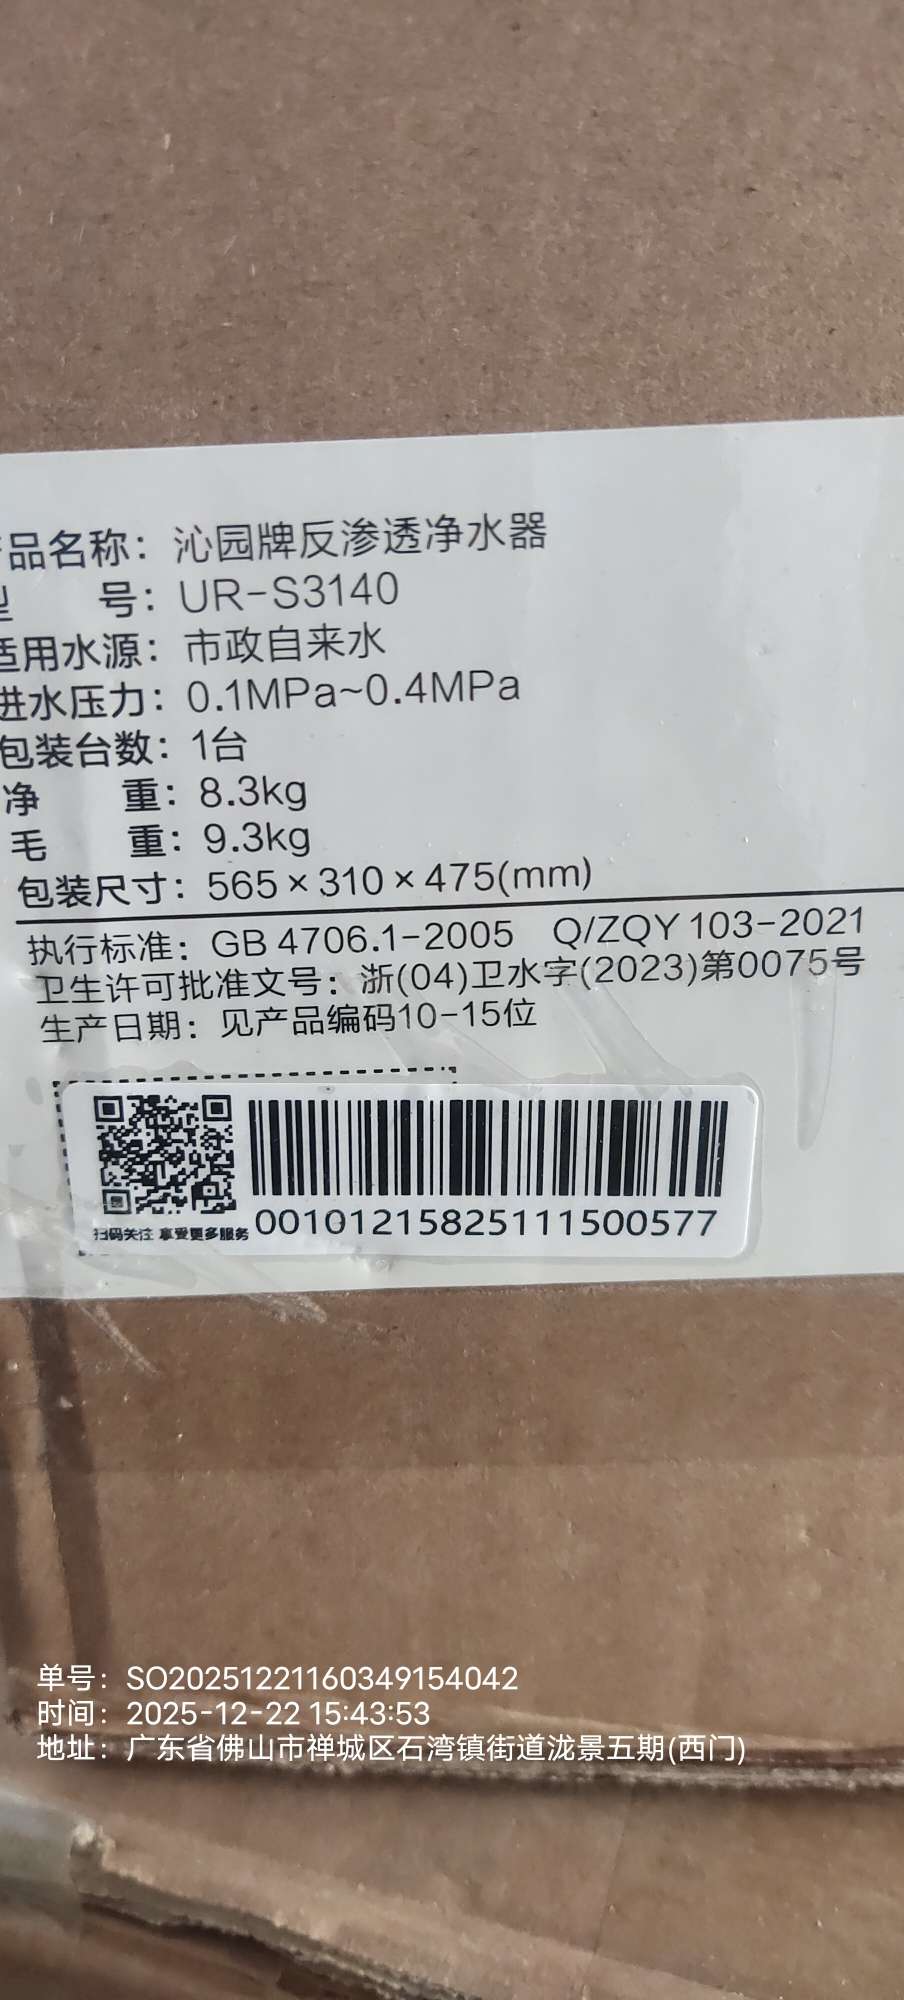 产品名称：沁园牌反渗透净水器
型 号：UR-S3140
适用水源：市政自来水
进水压力：0.1MPa~0.4MPa
包装台数：1台
净 重：8.3kg
毛 重：9.3kg
包装尺寸：565×310×475(mm)
执行标准：GB 4706.1-2005 Q/ZQY 103-2021
卫生许可批准文号：浙(04)卫水字(2023)第0075号
生产日期：见产品编码10-15位
扫码关注 享受更多服务
00101215825111500577
单号：SO20251221160349154042
时间：2025-12-22 15:43:53
地址：广东省佛山市禅城区石湾镇街道泷景五期(西门)